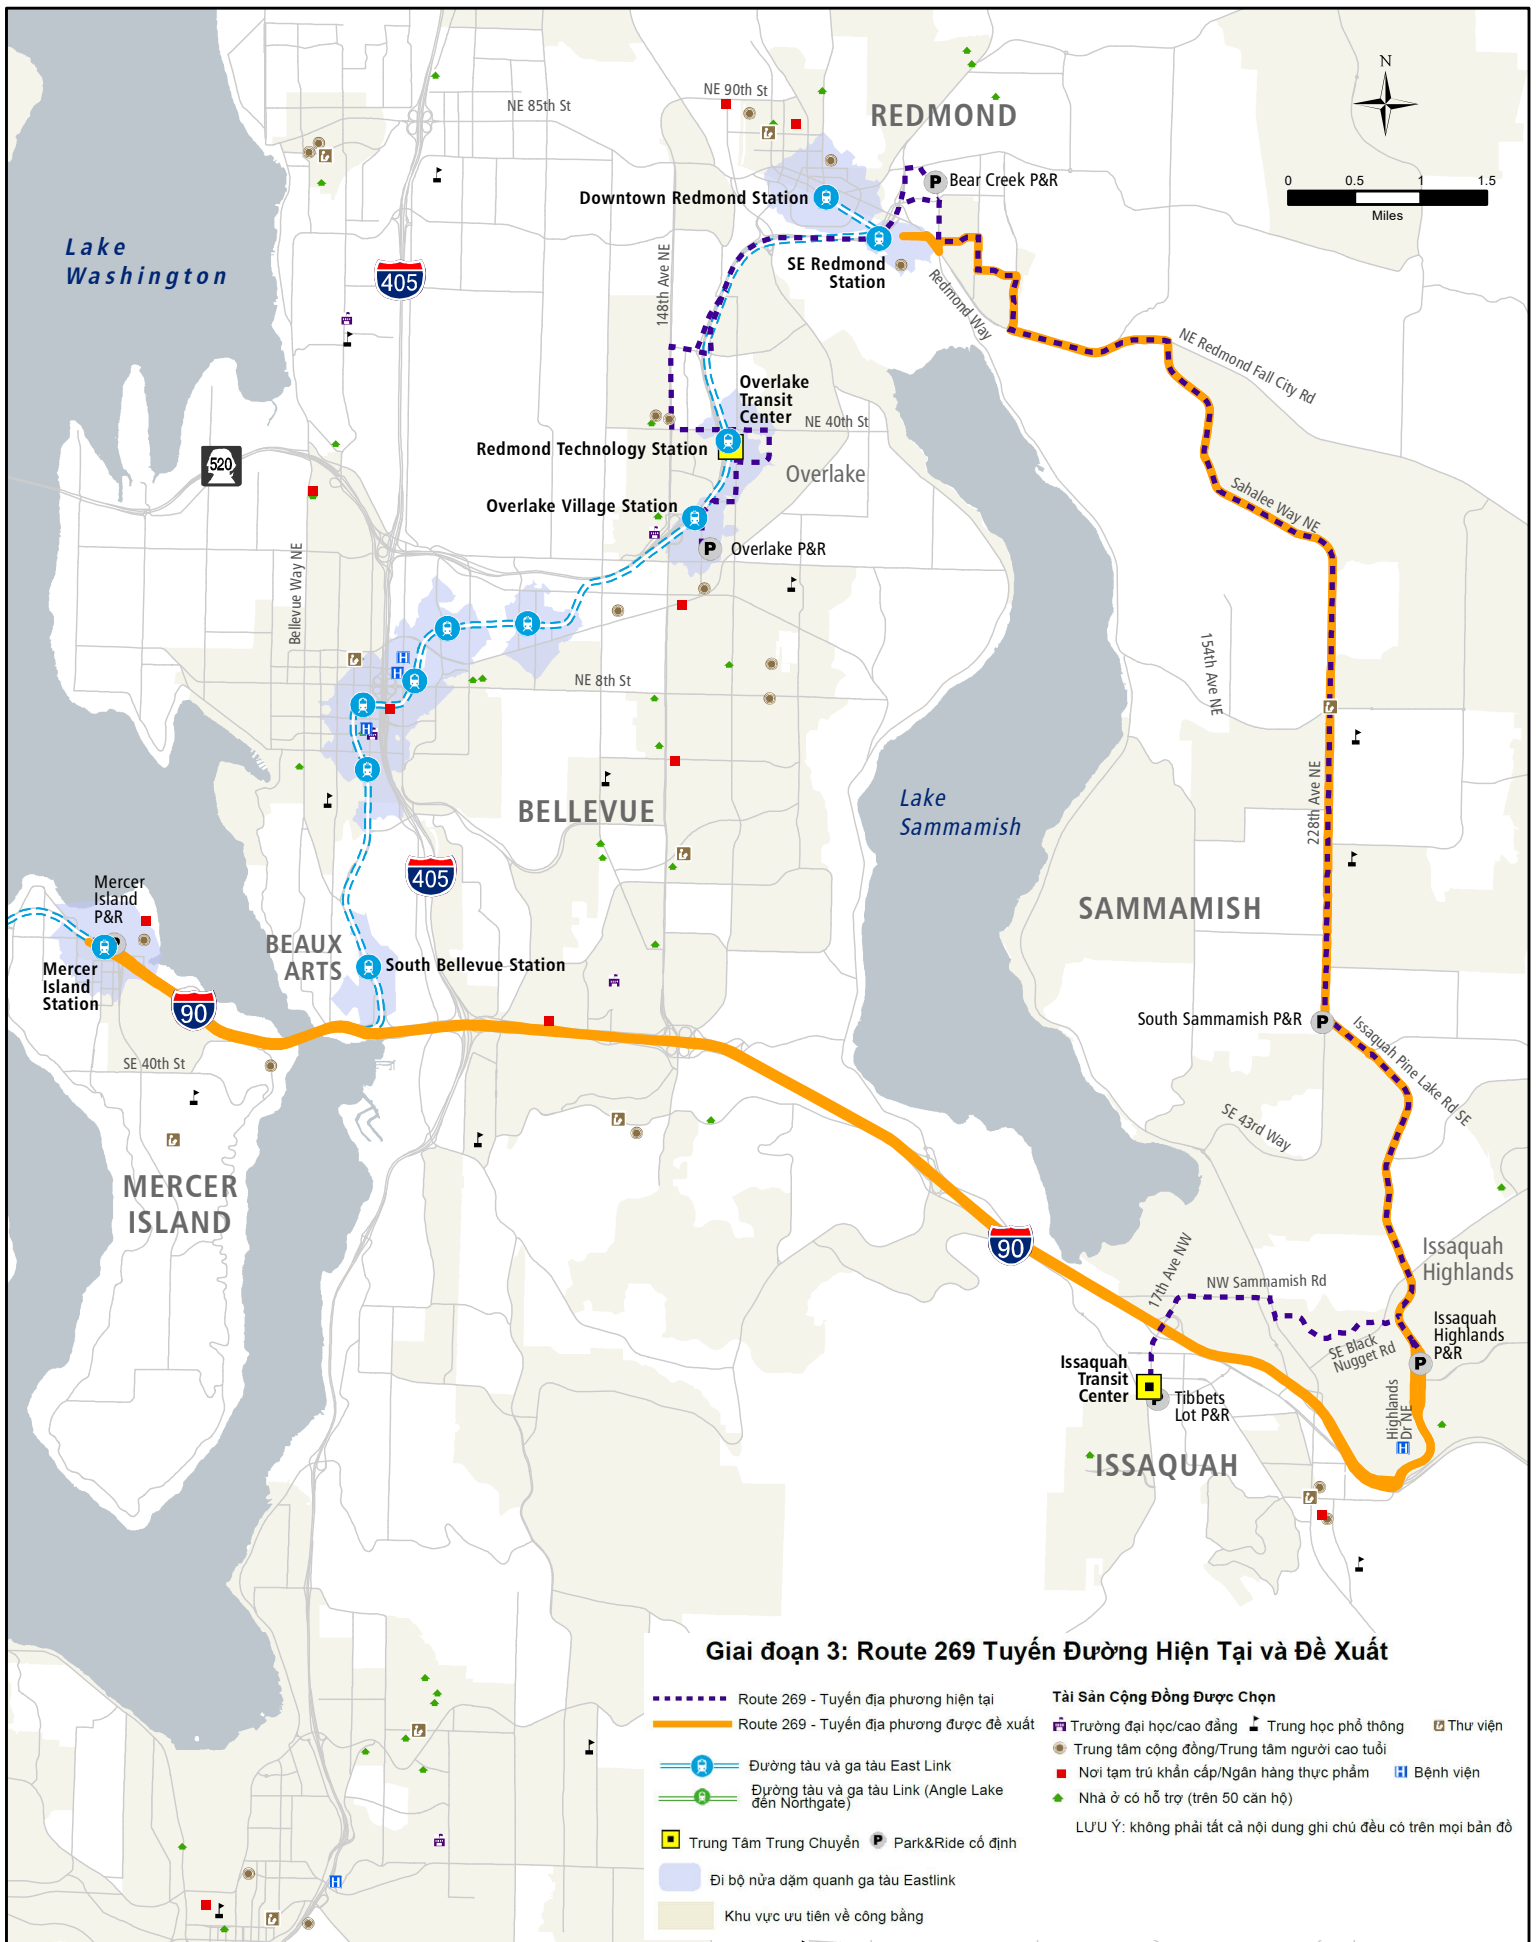 NE 90th St
NE 85th St
REDMOND
N
0 0.5 1 1.5
Miles
Bear Creek P&R
Downtown Redmond Station
Lake
Washington
405
148th Ave NE
SE Redmond
Station
Redmond Way
NE Redmond Fall City Rd
Overlake
Transit
Center
NE 40th St
Redmond Technology Station
Overlake
520
Overlake Village Station
Sahalee Way NE
Overlake P&R
Bellevue Way NE
154th Ave NE
NE 8th St
228th Ave NE
BELLEVUE
Lake
Sammamish
405
Mercer
Island
P&R
SAMMAMISH
BEAUX
ARTS
South Bellevue Station
Mercer
Island
Station
90
South Sammamish P&R
Issaquah Pine Lake Rd SE
SE 40th St
SE 43rd Way
MERCER
ISLAND
90
17th Ave NW
Issaquah
Highlands
NW Sammamish Rd
Issaquah
Highlands
P&R
SE Black
Nugget Rd
Issaquah
Transit
Center
Tibbets
Lot P&R
Highlands
Dr NE
ISSAQUAH
Giai đoạn 3: Route 269 Tuyến Đường Hiện Tại và Đề Xuất
Route 269 - Tuyến địa phương hiện tại
Route 269 - Tuyến địa phương được đề xuất
Đường tàu và ga tàu East Link
Đường tàu và ga tàu Link (Angle Lake
đến Northgate)
Trung Tâm Trung Chuyển
P Park&Ride cố định
Đi bộ nửa dặm quanh ga tàu Eastlink
Khu vực ưu tiên về công bằng
Tài Sản Cộng Đồng Được Chọn
Trường đại học/cao đẳng
Trung học phổ thông
Thư viện
Trung tâm cộng đồng/Trung tâm người cao tuổi
Nơi tạm trú khẩn cấp/Ngân hàng thực phẩm
H Bệnh viện
Nhà ở có hỗ trợ (trên 50 căn hộ)
LƯU Ý: không phải tất cả nội dung ghi chú đều có trên mọi bản đồ